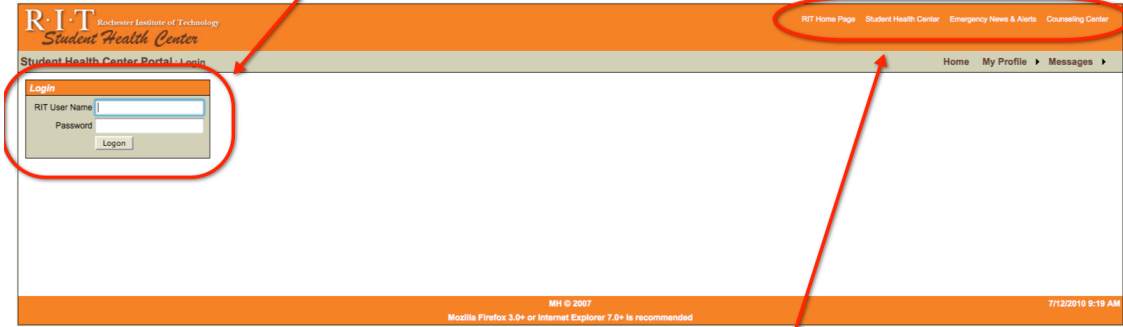 R·I·T Rochester Institute of Technology
Student Health Center
RIT Home Page Student Health Center Emergency News & Alerts Counseling Center
Student Health Center Portal : Login
Home My Profile Messages
Login
RIT User Name
Password
Logon
MH © 2007
7/12/2010 9:19 AM
Mozilla Firefox 3.0+ or Internet Explorer 7.0+ is recommended